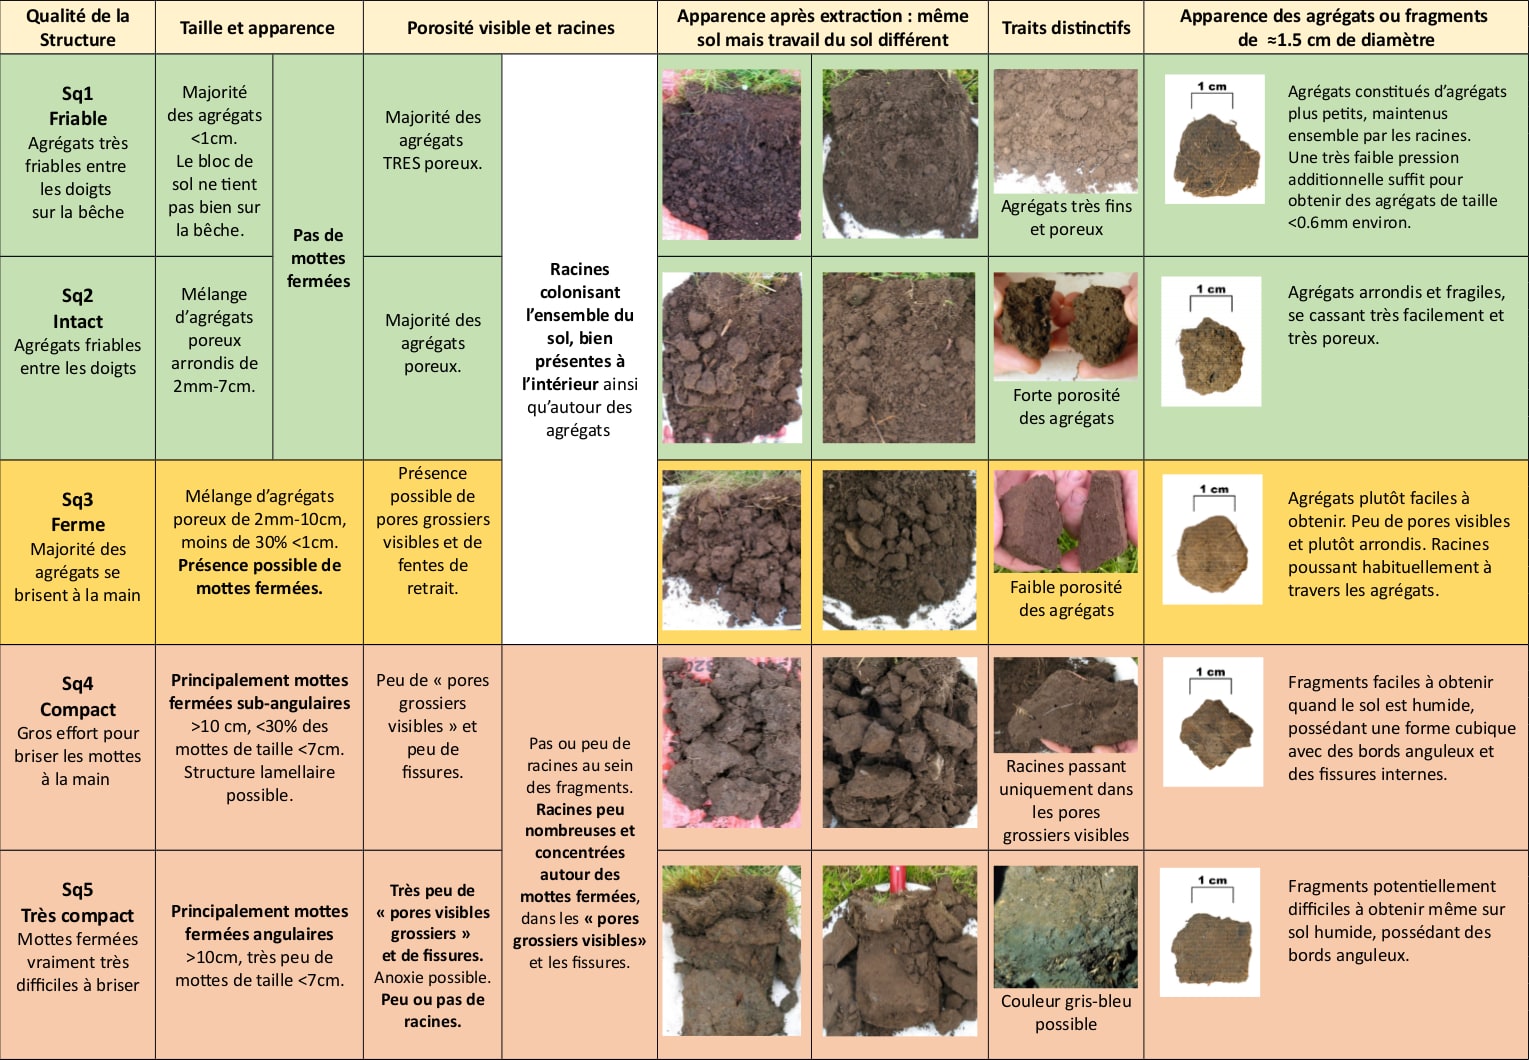 Qualité de la
Structure
Taille et apparence
Porosité visible et racines
Apparence après extraction : même
sol mais travail du sol différent
Traits distinctifs
Apparence des agrégats ou fragments
de ≈1.5 cm de diamètre
Sq1
Friable
Agrégats très
friables entre
les doigts
sur la bêche
Majorité
des agrégats
<1cm.
Le bloc de
sol ne tient
pas bien sur
la bêche.
Pas de
mottes
fermées
Majorité des
agrégats
TRES poreux.
Racines
colonisant
l’ensemble du
sol, bien
présentes à
l’intérieur ainsi
qu’autour des
agrégats
Agrégats très fins
et poreux
1 cm
Agrégats constitués d’agrégats
plus petits, maintenus
ensemble par les racines.
Une très faible pression
additionnelle suffit pour
obtenir des agrégats de taille
<0.6mm environ.
Sq2
Intact
Agrégats friables
entre les doigts
Mélange
d’agrégats
poreux
arrondis de
2mm-7cm.
Majorité des
agrégats
poreux.
Forte porosité
des agrégats
1 cm
Agrégats arrondis et fragiles,
se cassant très facilement et
très poreux.
Sq3
Ferme
Majorité des
agrégats se
brisent à la main
Mélange d’agrégats
poreux de 2mm-10cm,
moins de 30% <1cm.
Présence possible de
mottes fermées.
Présence
possible de
pores grossiers
visibles et de
fentes de
retrait.
Faible porosité
des agrégats
1 cm
Agrégats plutôt faciles à
obtenir. Peu de pores visibles
et plutôt arrondis. Racines
poussant habituellement à
travers les agrégats.
Sq4
Compact
Gros effort pour
briser les mottes
à la main
Principalement mottes
fermées sub-angulaires
>10 cm, <30% des
mottes de taille <7cm.
Structure lamellaire
possible.
Peu de « pores
grossiers
visibles » et
peu de
fissures.
Pas ou peu de
racines au sein
des fragments.
Racines peu
nombreuses et
concentrées
autour des
mottes fermées,
dans les « pores
grossiers visibles»
et les fissures.
Racines passant
uniquement dans
les pores
grossiers visibles
1 cm
Fragments faciles à obtenir
quand le sol est humide,
possédant une forme cubique
avec des bords anguleux et
des fissures internes.
Sq5
Très compact
Mottes fermées
vraiment très
difficiles à briser
Principalement mottes
fermées angulaires
>10cm, très peu de
mottes de taille <7cm.
Très peu de
« pores visibles
grossiers »
et de fissures.
Anoxie possible.
Peu ou pas de
racines.
Couleur gris-bleu
possible
1 cm
Fragments potentiellement
difficiles à obtenir même sur
sol humide, possédant des
bords anguleux.